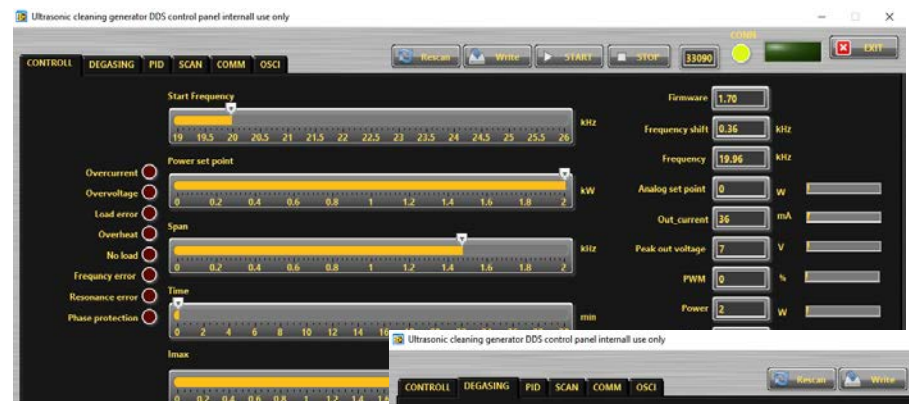 Ultrasonic cleaning generator DDS control panel internall use only
CONTROLL DEGASING PID SCAN COMM OSCI
Rescan Write START STOP 33090 CONN EXIT
Start Frequency
19 19.5 20 20.5 21 21.5 22 22.5 23 23.5 24 24.5 25 25.5 26
kHz
Power set point
0 0.2 0.4 0.6 0.8 1 1.2 1.4 1.6 1.8 2
kW
Span
0 0.2 0.4 0.6 0.8 1 1.2 1.4 1.6 1.8 2
kHz
Time
0 2 4 6 8 10 12 14 16
min
Imax
0 0.2 0.4 0.6 0.8 1 1.2 1.4
Overcurrent
Overvoltage
Load error
Overheat
No load
Frequncy error
Resonance error
Phase protection
Firmware 1.70
Frequency shift 0.36 kHz
Frequency 19.96 kHz
Analog set point 0 W
Out_current 36 mA
Peak out voltage 7 V
PWM 0 %
Power 2 W
Ultrasonic cleaning generator DDS control panel internall use only
CONTROLL DEGASING PID SCAN COMM OSCI
Rescan Write